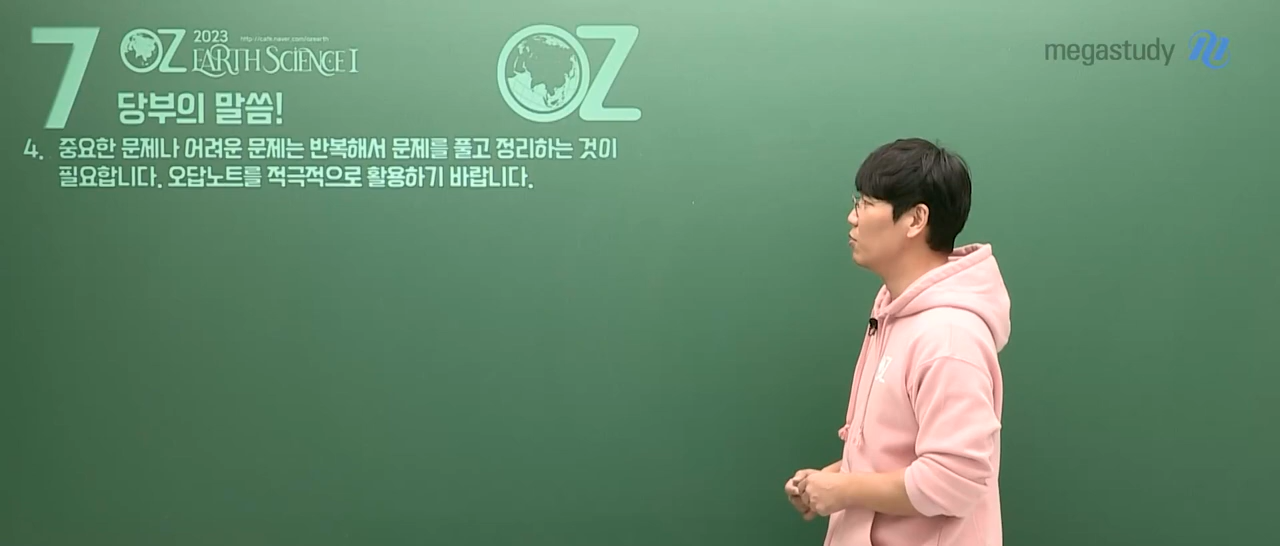 7
OZ 2023 http://cafe.naver.com/ozearth
EARTH SCIENCE I
당부의 말씀!
OZ
megastudy
4. 중요한 문제나 어려운 문제는 반복해서 문제를 풀고 정리하는 것이
필요합니다. 오답노트를 적극적으로 활용하기 바랍니다.
OZ